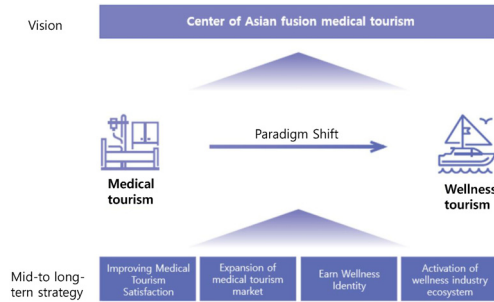 Vision
Center of Asian fusion medical tourism
Paradigm Shift
Medical
tourism
Wellness
tourism
Mid-to long-
tern strategy
Improving Medical
Tourism
Satisfaction
Expansion of
medical tourism
market
Earn Wellness
Identity
Activation of
wellness industry
ecosystem